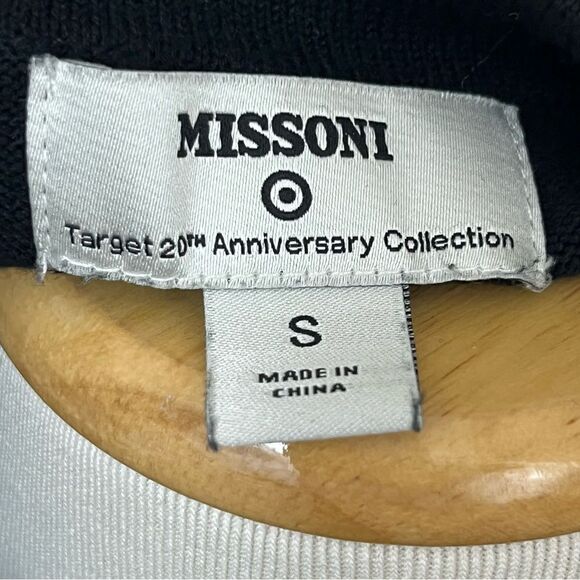 MISSONI
Target 20TH Anniversary Collection
S
MADE IN
CHINA